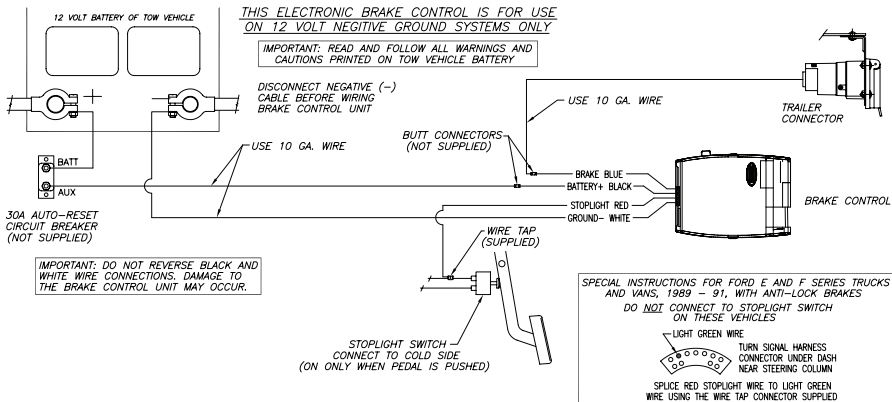 THIS ELECTRONIC BRAKE CONTROL IS FOR USE
ON 12 VOLT NEGITIVE GROUND SYSTEMS ONLY
12 VOLT BATTERY OF TOW VEHICLE
IMPORTANT: READ AND FOLLOW ALL WARNINGS AND
CAUTIONS PRINTED ON TOW VEHICLE BATTERY
DISCONNECT NEGATIVE (-)
CABLE BEFORE WIRING
BRAKE CONTROL UNIT
USE 10 GA. WIRE
TRAILER
CONNECTOR
BUTT CONNECTORS
(NOT SUPPLIED)
USE 10 GA. WIRE
BATT
AUX
30A AUTO-RESET
CIRCUIT BREAKER
(NOT SUPPLIED)
BRAKE BLUE
BATTERY+ BLACK
STOPLIGHT RED
GROUND- WHITE
BRAKE CONTROL
WIRE TAP
(SUPPLIED)
IMPORTANT: DO NOT REVERSE BLACK AND
WHITE WIRE CONNECTIONS. DAMAGE TO
THE BRAKE CONTROL UNIT MAY OCCUR.
STOPLIGHT SWITCH
CONNECT TO COLD SIDE
(ON ONLY WHEN PEDAL IS PUSHED)
SPECIAL INSTRUCTIONS FOR FORD E AND F SERIES TRUCKS
AND VANS, 1989 - 91, WITH ANTI-LOCK BRAKES
DO NOT CONNECT TO STOPLIGHT SWITCH
ON THESE VEHICLES
LIGHT GREEN WIRE
TURN SIGNAL HARNESS
CONNECTOR UNDER DASH
NEAR STEERING COLUMN
SPLICE RED STOPLIGHT WIRE TO LIGHT GREEN
WIRE USING THE WIRE TAP CONNECTOR SUPPLIED